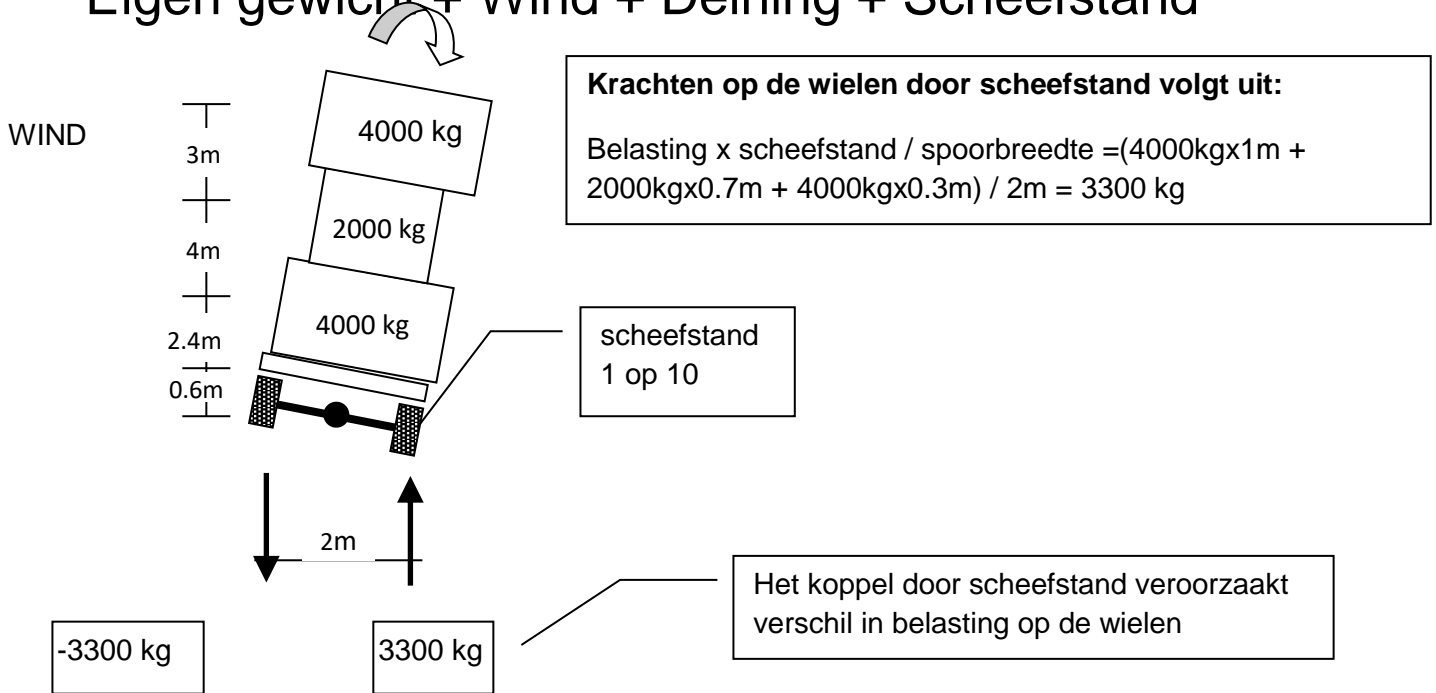 Eigen gewicht + Wind + Deining + Scheefstand
WIND
4000 kg
3m
2000 kg
4m
4000 kg
2.4m
0.6m
Krachten op de wielen door scheefstand volgt uit:
Belasting x scheefstand / spoorbreedte =(4000kgx1m +
2000kgx0.7m + 4000kgx0.3m) / 2m = 3300 kg
scheefstand
1 op 10
2m
Het koppel door scheefstand veroorzaakt
verschil in belasting op de wielen
-3300 kg
3300 kg